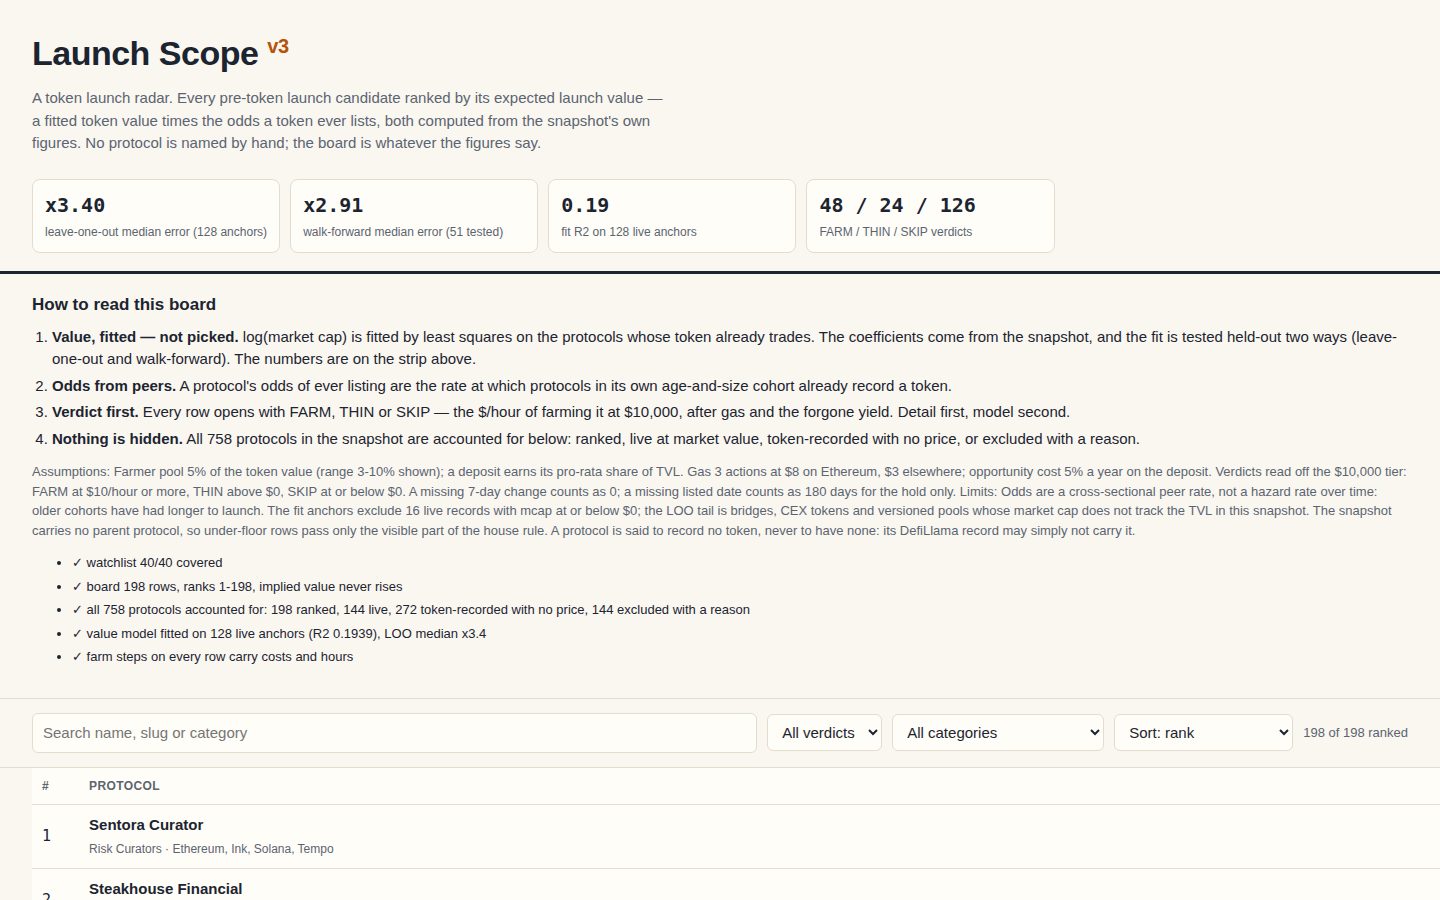 Launch Scope v3
A token launch radar. Every pre-token launch candidate ranked by its expected launch value —
a fitted token value times the odds a token ever lists, both computed from the snapshot's own
figures. No protocol is named by hand; the board is whatever the figures say.
x3.40
leave-one-out median error (128 anchors)
x2.91
walk-forward median error (51 tested)
0.19
fit R2 on 128 live anchors
48 / 24 / 126
FARM / THIN / SKIP verdicts
How to read this board
1. Value, fitted — not picked. log(market cap) is fitted by least squares on the protocols whose token already trades. The coefficients come from the snapshot, and the fit is tested held-out two ways (leave-
one-out and walk-forward). The numbers are on the strip above.
2. Odds from peers. A protocol's odds of ever listing are the rate at which protocols in its own age-and-size cohort already record a token.
3. Verdict first. Every row opens with FARM, THIN or SKIP — the $/hour of farming it at $10,000, after gas and the forgone yield. Detail first, model second.
4. Nothing is hidden. All 758 protocols in the snapshot are accounted for below: ranked, live at market value, token-recorded with no price, or excluded with a reason.
Assumptions: Farmer pool 5% of the token value (range 3-10% shown); a deposit earns its pro-rata share of TVL. Gas 3 actions at $8 on Ethereum, $3 elsewhere; opportunity cost 5% a year on the deposit. Verdicts read off the $10,000 tier:
FARM at $10/hour or more, THIN above $0, SKIP at or below $0. A missing 7-day change counts as 0; a missing listed date counts as 180 days for the hold only. Limits: Odds are a cross-sectional peer rate, not a hazard rate over time:
older cohorts have had longer to launch. The fit anchors exclude 16 live records with mcap at or below $0; the LOO tail is bridges, CEX tokens and versioned pools whose market cap does not track the TVL in this snapshot. The snapshot
carries no parent protocol, so under-floor rows pass only the visible part of the house rule. A protocol is said to record no token, never to have none: its DefiLlama record may simply not carry it.
• ✓ watchlist 40/40 covered
• ✓ board 198 rows, ranks 1-198, implied value never rises
• ✓ all 758 protocols accounted for: 198 ranked, 144 live, 272 token-recorded with no price, 144 excluded with a reason
• ✓ value model fitted on 128 live anchors (R2 0.1939), LOO median x3.4
• ✓ farm steps on every row carry costs and hours
Search name, slug or category
All verdicts
All categories
Sort: rank
198 of 198 ranked
# PROTOCOL
1 Sentora Curator
Risk Curators · Ethereum, Ink, Solana, Tempo
2 Steakhouse Financial